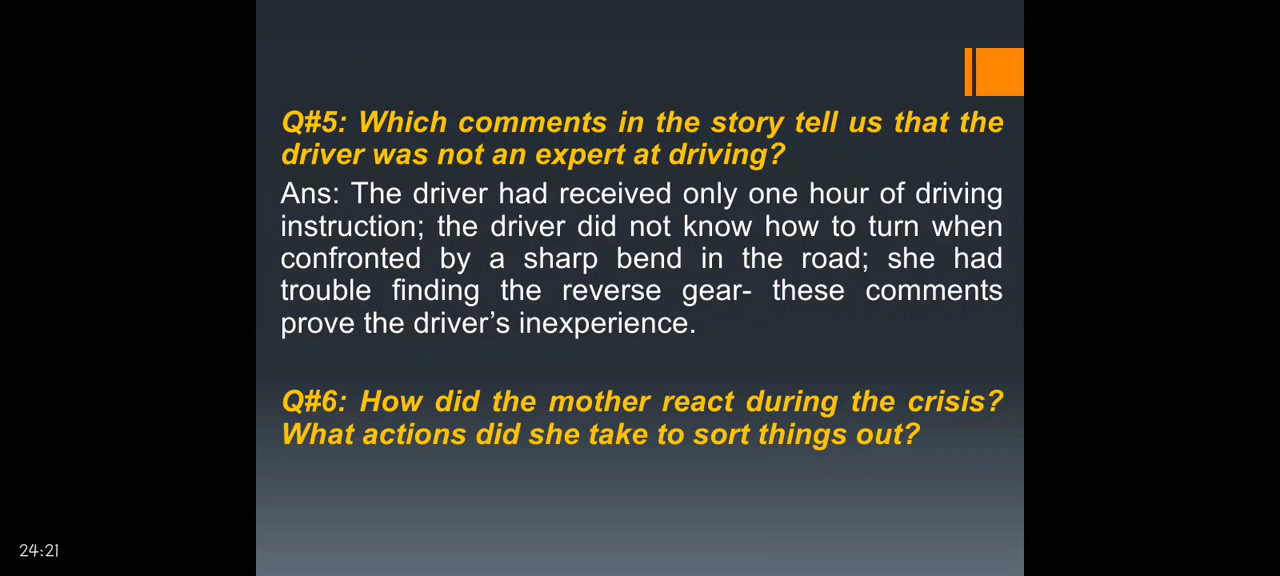 Q#5: Which comments in the story tell us that the
driver was not an expert at driving?
Ans: The driver had received only one hour of driving
instruction; the driver did not know how to turn when
confronted by a sharp bend in the road; she had
trouble finding the reverse gear- these comments
prove the driver’s inexperience.
Q#6: How did the mother react during the crisis?
What actions did she take to sort things out?
24:21